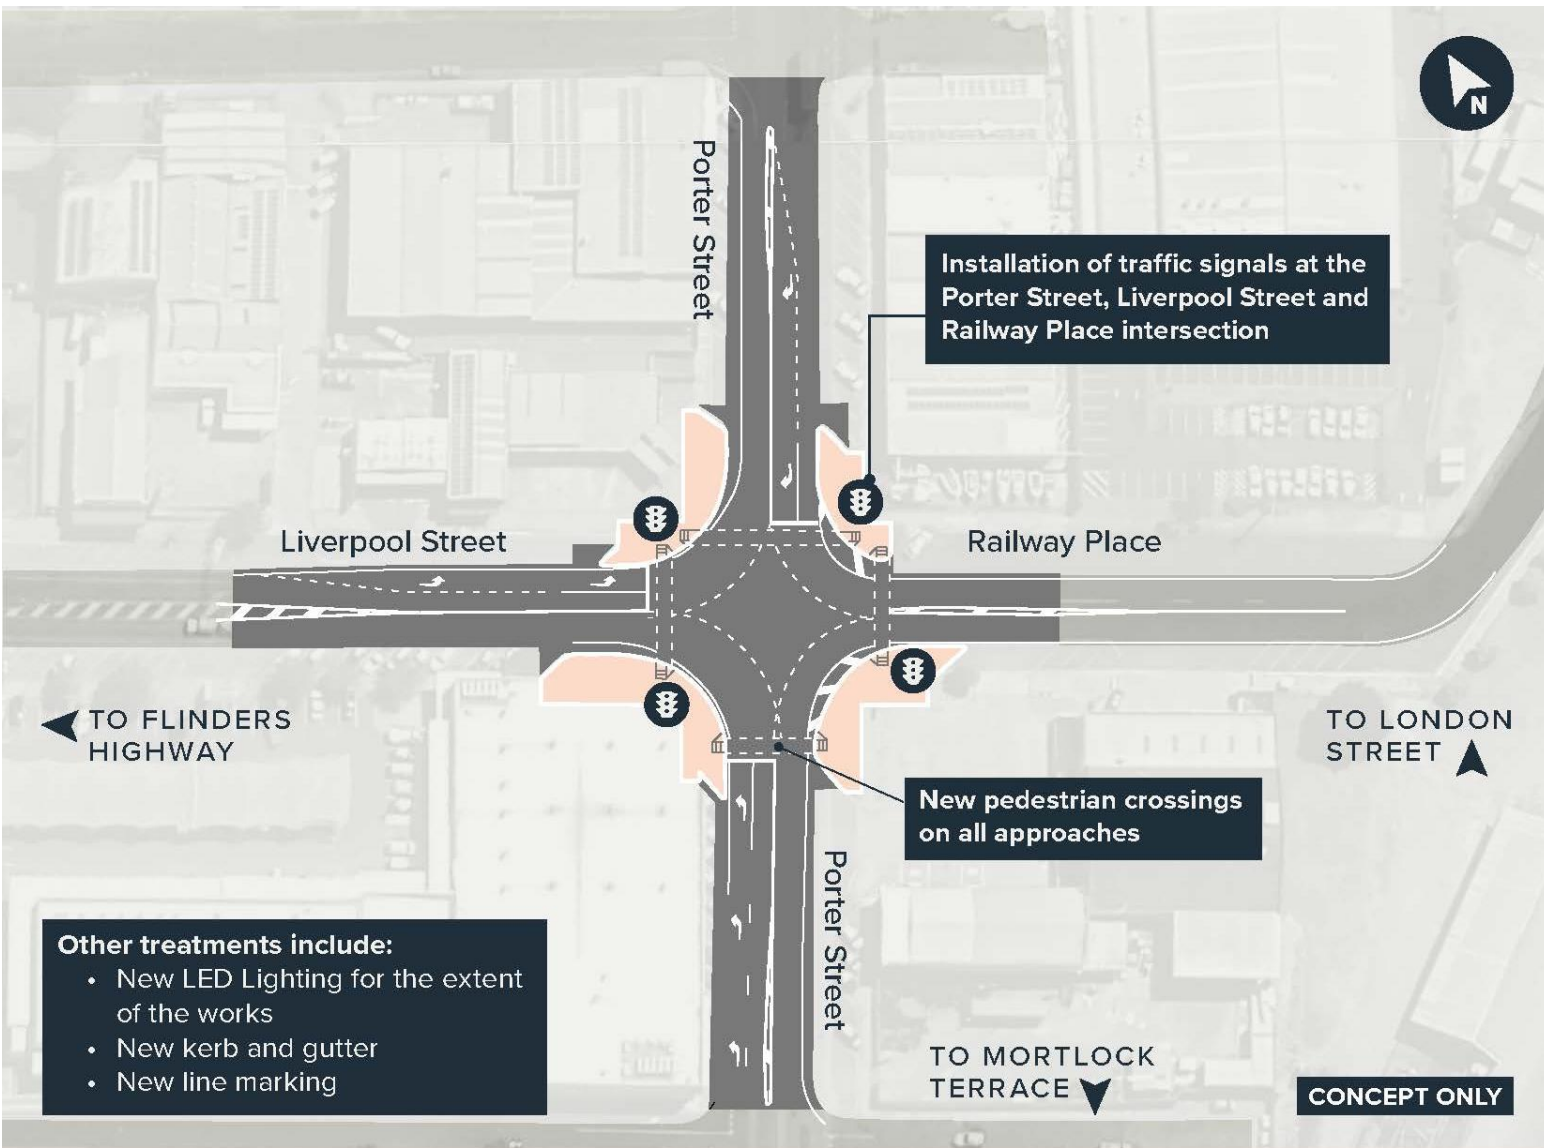 N
Porter Street
Installation of traffic signals at the
Porter Street, Liverpool Street and
Railway Place intersection
Liverpool Street
Railway Place
TO FLINDERS
HIGHWAY
TO LONDON
STREET
New pedestrian crossings
on all approaches
Porter Street
Other treatments include:
• New LED Lighting for the extent
of the works
• New kerb and gutter
• New line marking
TO MORTLOCK
TERRACE
CONCEPT ONLY